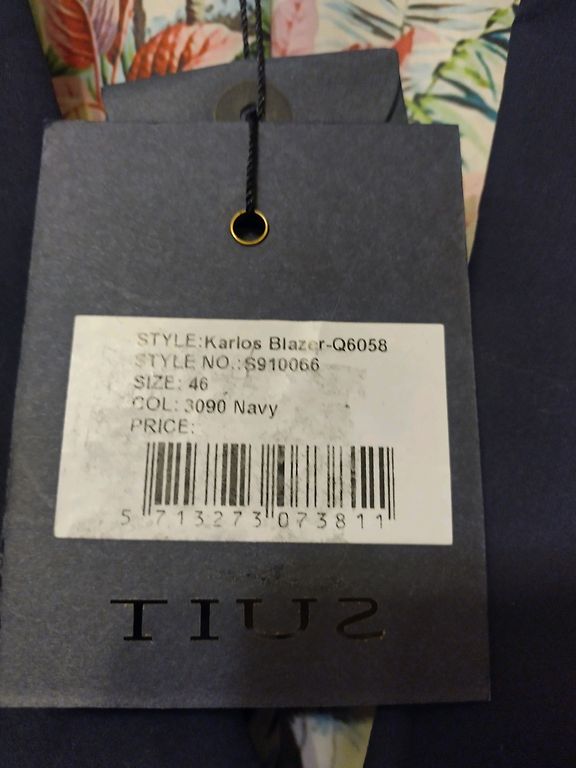 STYLE:Karlos Blazer-Q6058
STYLE NO.:S910066
SIZE: 46
COL: 3090 Navy
PRICE:
5 713273 073811
SUIT